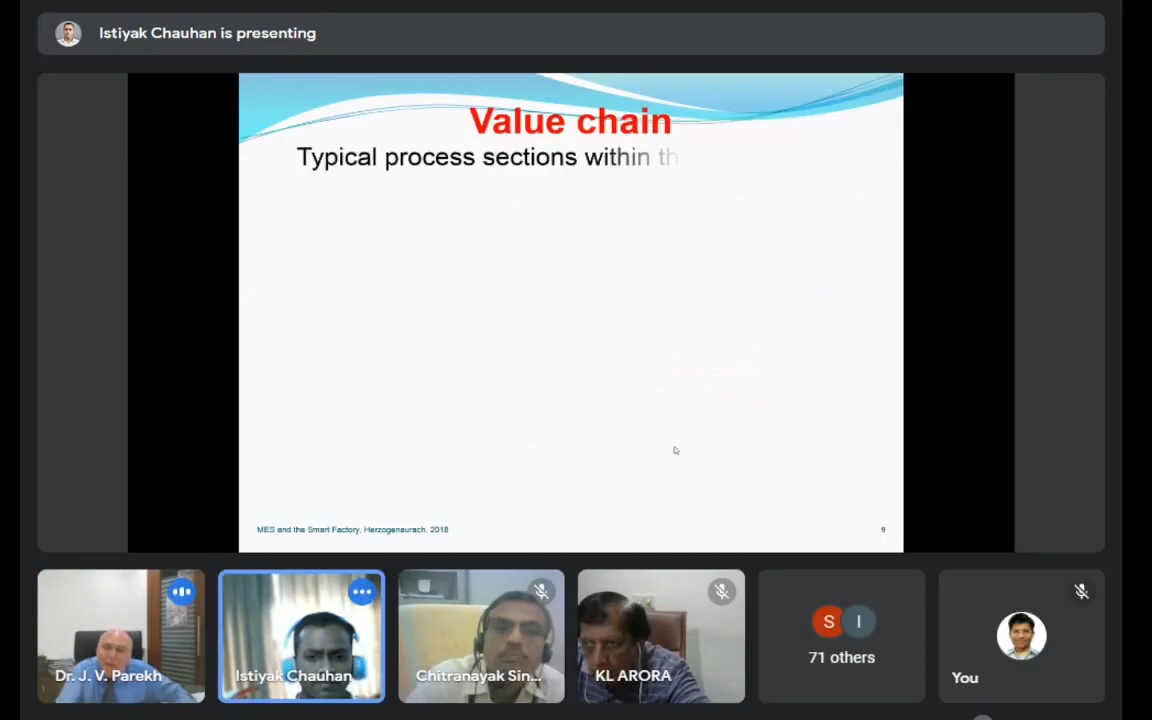 Istiyak Chauhan is presenting
Value chain
Typical process sections within th
MES and the Smart Factory, Herzogenaurach, 2018
9
Dr. J. V. Parekh
Istiyak Chauhan
Chitranayak Sin...
KL ARORA
S I
71 others
You